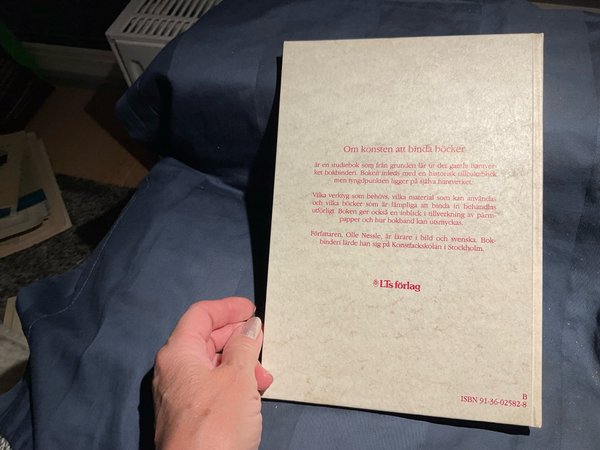 Om konsten att binda böcker
är en studiebok som från grunden lär ut det gamla hantver-
ket bokbinderi. Boken inleds med en historisk tillbakablick
men tyngdpunkten ligger på själva hantverket.
Vilka verktyg som behövs, vilka material som kan användas
och vilka böcker som är lämpliga att binda in behandlas
utförligt. Boken ger också en inblick i tillverkning av pärm-
papper och hur bokband kan utsmyckas.
Författaren, Olle Nessle, är lärare i bild och svenska. Bok-
binderi lärde han sig på Konstfackskolan i Stockholm.
LTs förlag
B
ISBN 91-36-02582-8